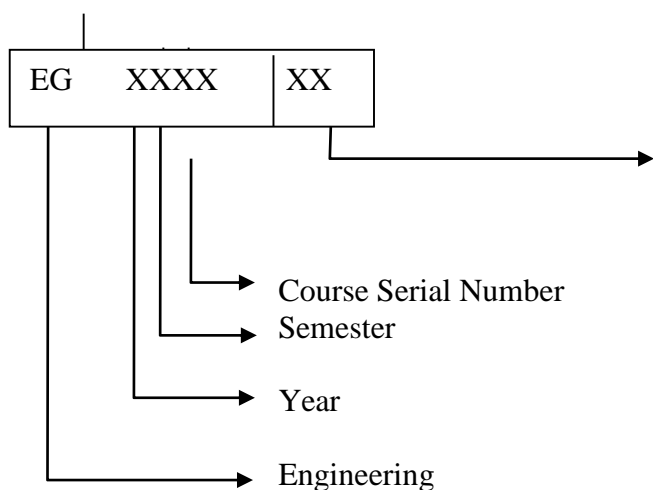 EG XXXX XX
Course Serial Number
Semester
Year
Engineering